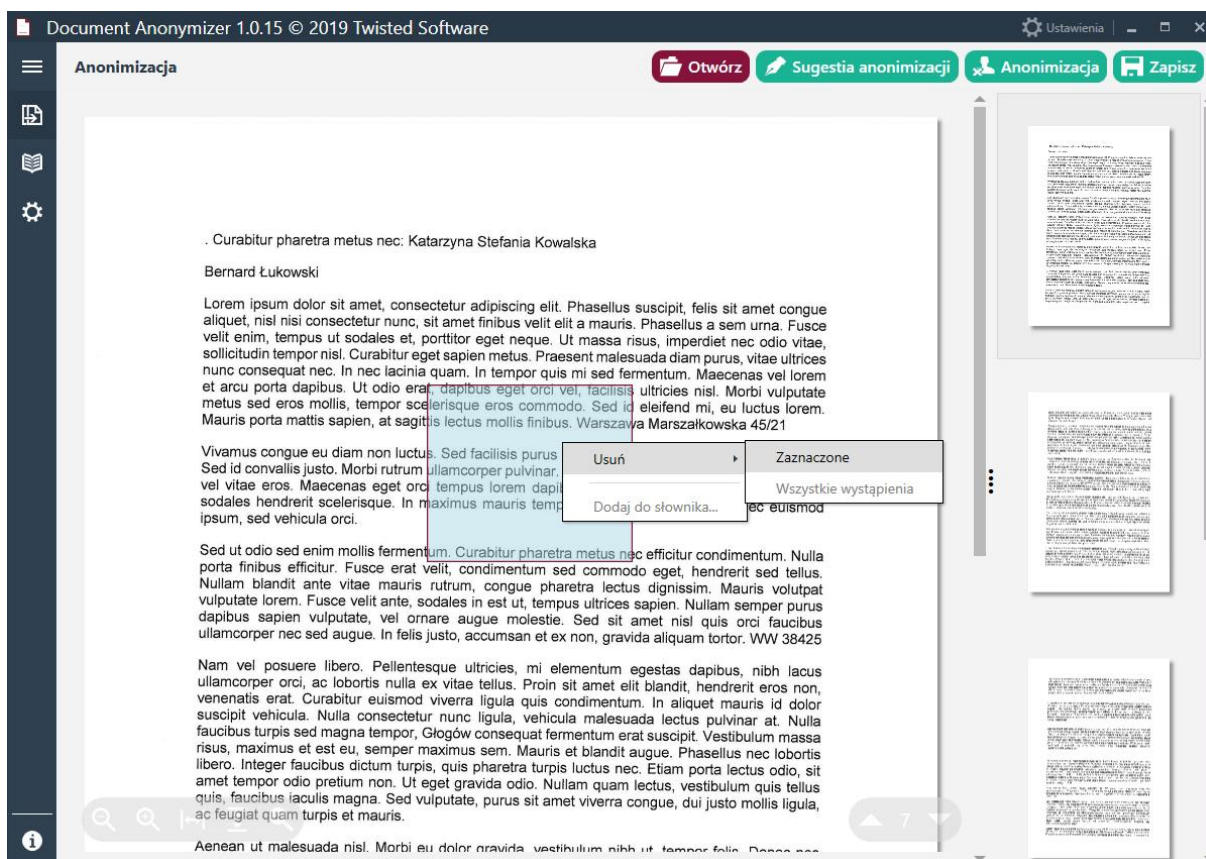 Document Anonymizer 1.0.15 © 2019 Twisted Software
Ustawienia
Anonimizacja
Otwórz
Sugestia anonimizacji
Anonimizacja
Zapisz
. Curabitur pharetra metus nec: Katarzyna Stefania Kowalska
Bernard Łukowski
Lorem ipsum dolor sit amet, consectetur adipiscing elit. Phasellus suscipit, felis sit amet congue
aliquet, nisl nisi consectetur nunc, sit amet finibus velit elit a mauris. Phasellus a sem urna. Fusce
velit enim, tempus ut sodales et, porttitor eget neque. Ut massa risus, imperdiet nec odio vitae,
sollicitudin tempor nisl. Curabitur eget sapien metus. Praesent malesuada diam purus, vitae ultrices
nunc consequat nec. In nec lacinia quam. In tempor quis mi sed fermentum. Maecenas vel lorem
et arcu porta dapibus. Ut odio erat, dapibus eget orci vel, facilisis ultricies nisl. Morbi vulputate
metus sed eros mollis, tempor scelerisque eros commodo. Sed id eleifend mi, eu luctus lorem.
Mauris porta mattis sapien, at sagittis lectus mollis finibus. Warszawa Marszałkowska 45/21
Vivamus congue eu diam non luctus. Sed facilisis purus
Sed id convallis justo. Morbi rutrum ullamcorper pulvinar.
vel vitae eros. Maecenas eget orci tempus lorem
sodales hendrerit scelerisque. In maximus mauris euismod
ipsum, sed vehicula orci.
Usuń
Dodaj do słownika...
Zaznaczone
Wszystkie wystąpienia
Sed ut odio sed enim mollis fermentum. Curabitur pharetra metus nec efficitur condimentum. Nulla
porta finibus efficitur. Fusce erat velit, condimentum sed commodo eget, hendrerit sed tellus.
Nullam blandit ante vitae mauris rutrum, congue pharetra lectus dignissim. Mauris volutpat
vulputate lorem. Fusce velit ante, sodales in est ut, tempus ultrices sapien. Nullam semper purus
dapibus sapien vulputate, vel ornare augue molestie. Sed sit amet nisl quis orci faucibus
ullamcorper nec sed augue. In felis justo, accumsan et ex non, gravida aliquam tortor. WW 38425
Nam vel posuere libero. Pellentesque ultricies, mi elementum egestas dapibus, nibh lacus
ullamcorper orci, ac lobortis nulla ex vitae tellus. Proin sit amet elit blandit, hendrerit eros non,
venenatis erat. Curabitur euismod viverra ligula quis condimentum. In aliquet mauris id dolor
suscipit vehicula. Nulla consectetur nunc ligula, vehicula malesuada lectus pulvinar at. Nulla
faucibus turpis sed magna tempor, Głogów consequat fermentum erat suscipit. Vestibulum massa
risus, maximus et est eu, semper maximus sem. Mauris et blandit augue. Phasellus nec lobortis
libero. Integer faucibus dictum turpis, quis pharetra turpis luctus nec. Etiam porta lectus odio, sit
amet tempor odio pretium non. Ut eget gravida odio. Nullam quam lectus, vestibulum quis tellus
quis, faucibus iaculis magna. Sed vulputate, purus sit amet viverra congue, dui justo mollis ligula,
ac feugiat quam turpis et mauris.
7
Aenean ut malesuada nisl. Morbi eu dolor gravida, vestibulum nibh ut, tempor felis. Donec nec